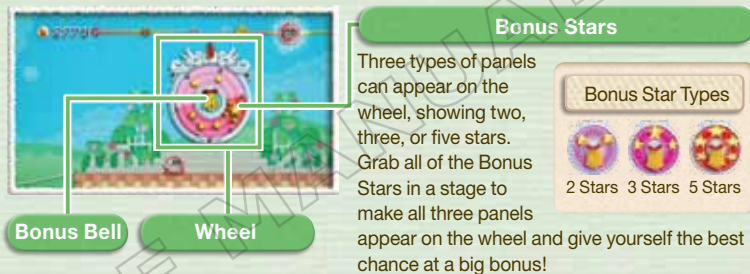 Bonus Stars
Three types of panels
can appear on the
wheel, showing two,
three, or five stars.
Grab all of the Bonus
Stars in a stage to
make all three panels
appear on the wheel and give yourself the best
chance at a big bonus!
Bonus Star Types
2 Stars 3 Stars 5 Stars
Bonus Bell
Wheel